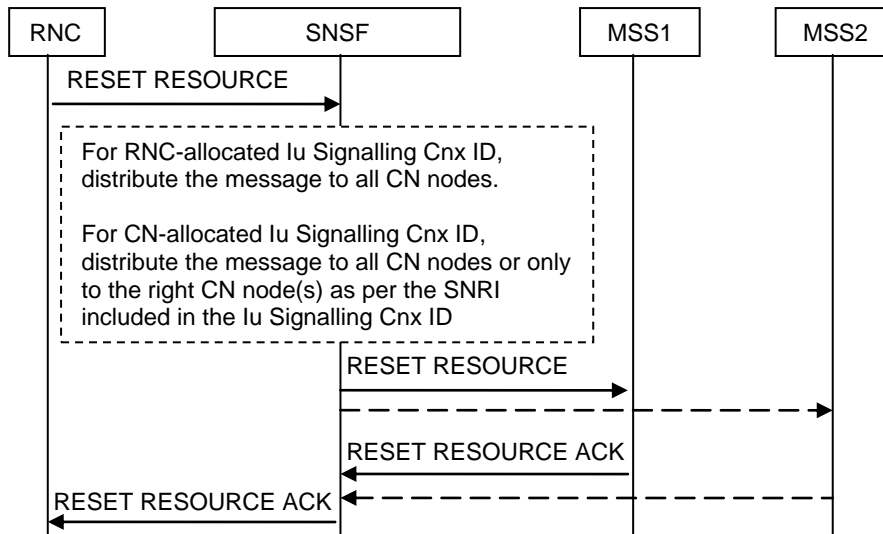 RNC
SNSF
MSS1
MSS2
RESET RESOURCE
For RNC-allocated Iu Signalling Cnx ID,
distribute the message to all CN nodes.
For CN-allocated Iu Signalling Cnx ID,
distribute the message to all CN nodes or only
to the right CN node(s) as per the SNRI
included in the Iu Signalling Cnx ID
RESET RESOURCE
RESET RESOURCE ACK
RESET RESOURCE ACK